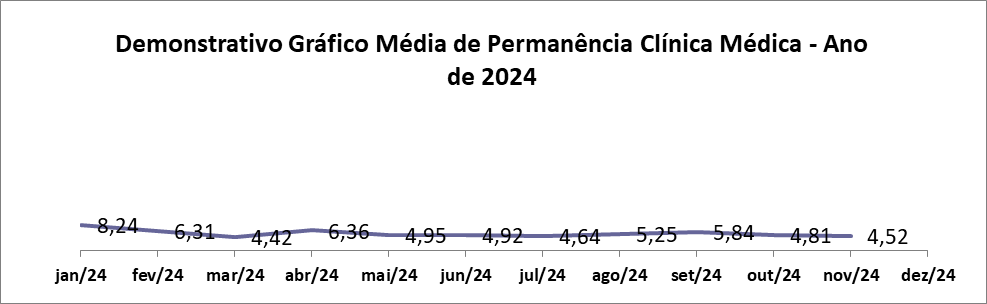 Demonstrativo Gráfico Média de Permanência Clínica Médica - Ano
de 2024
8,24 6,31 4,42 6,36 4,95 4,92 4,64 5,25 5,84 4,81 4,52
jan/24 fev/24 mar/24 abr/24 mai/24 jun/24 jul/24 ago/24 set/24 out/24 nov/24 dez/24